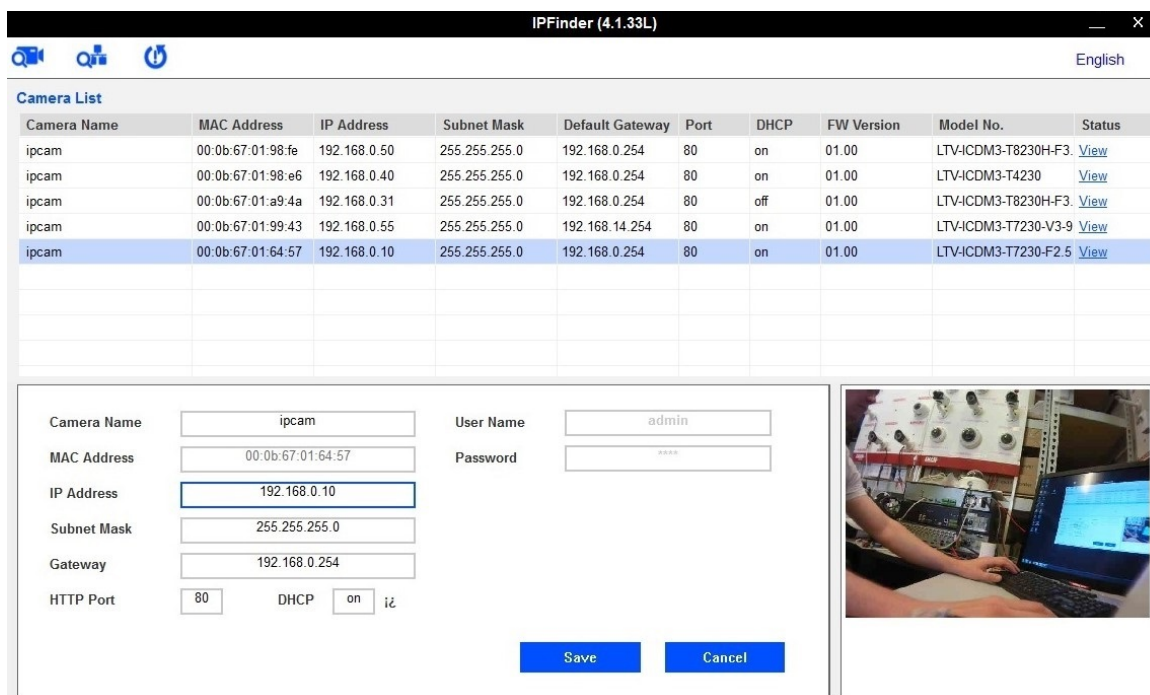 IPFinder (4.1.33L)
English
Camera List
Camera Name MAC Address IP Address Subnet Mask Default Gateway Port DHCP FW Version Model No. Status
ipcam 00:0b:67:01:98:fe 192.168.0.50 255.255.255.0 192.168.0.254 80 on 01.00 LTV-ICDM3-T8230H-F3. View
ipcam 00:0b:67:01:98:e6 192.168.0.40 255.255.255.0 192.168.0.254 80 on 01.00 LTV-ICDM3-T4230 View
ipcam 00:0b:67:01:a9:4a 192.168.0.31 255.255.255.0 192.168.0.254 80 off 01.00 LTV-ICDM3-T8230H-F3. View
ipcam 00:0b:67:01:99:43 192.168.0.55 255.255.255.0 192.168.14.254 80 on 01.00 LTV-ICDM3-T7230-V3-9 View
ipcam 00:0b:67:01:64:57 192.168.0.10 255.255.255.0 192.168.0.254 80 on 01.00 LTV-ICDM3-T7230-F2.5 View
Camera Name ipcam User Name admin
MAC Address 00:0b:67:01:64:57 Password ****
IP Address 192.168.0.10
Subnet Mask 255.255.255.0
Gateway 192.168.0.254
HTTP Port 80 DHCP on ¡¿
Save Cancel